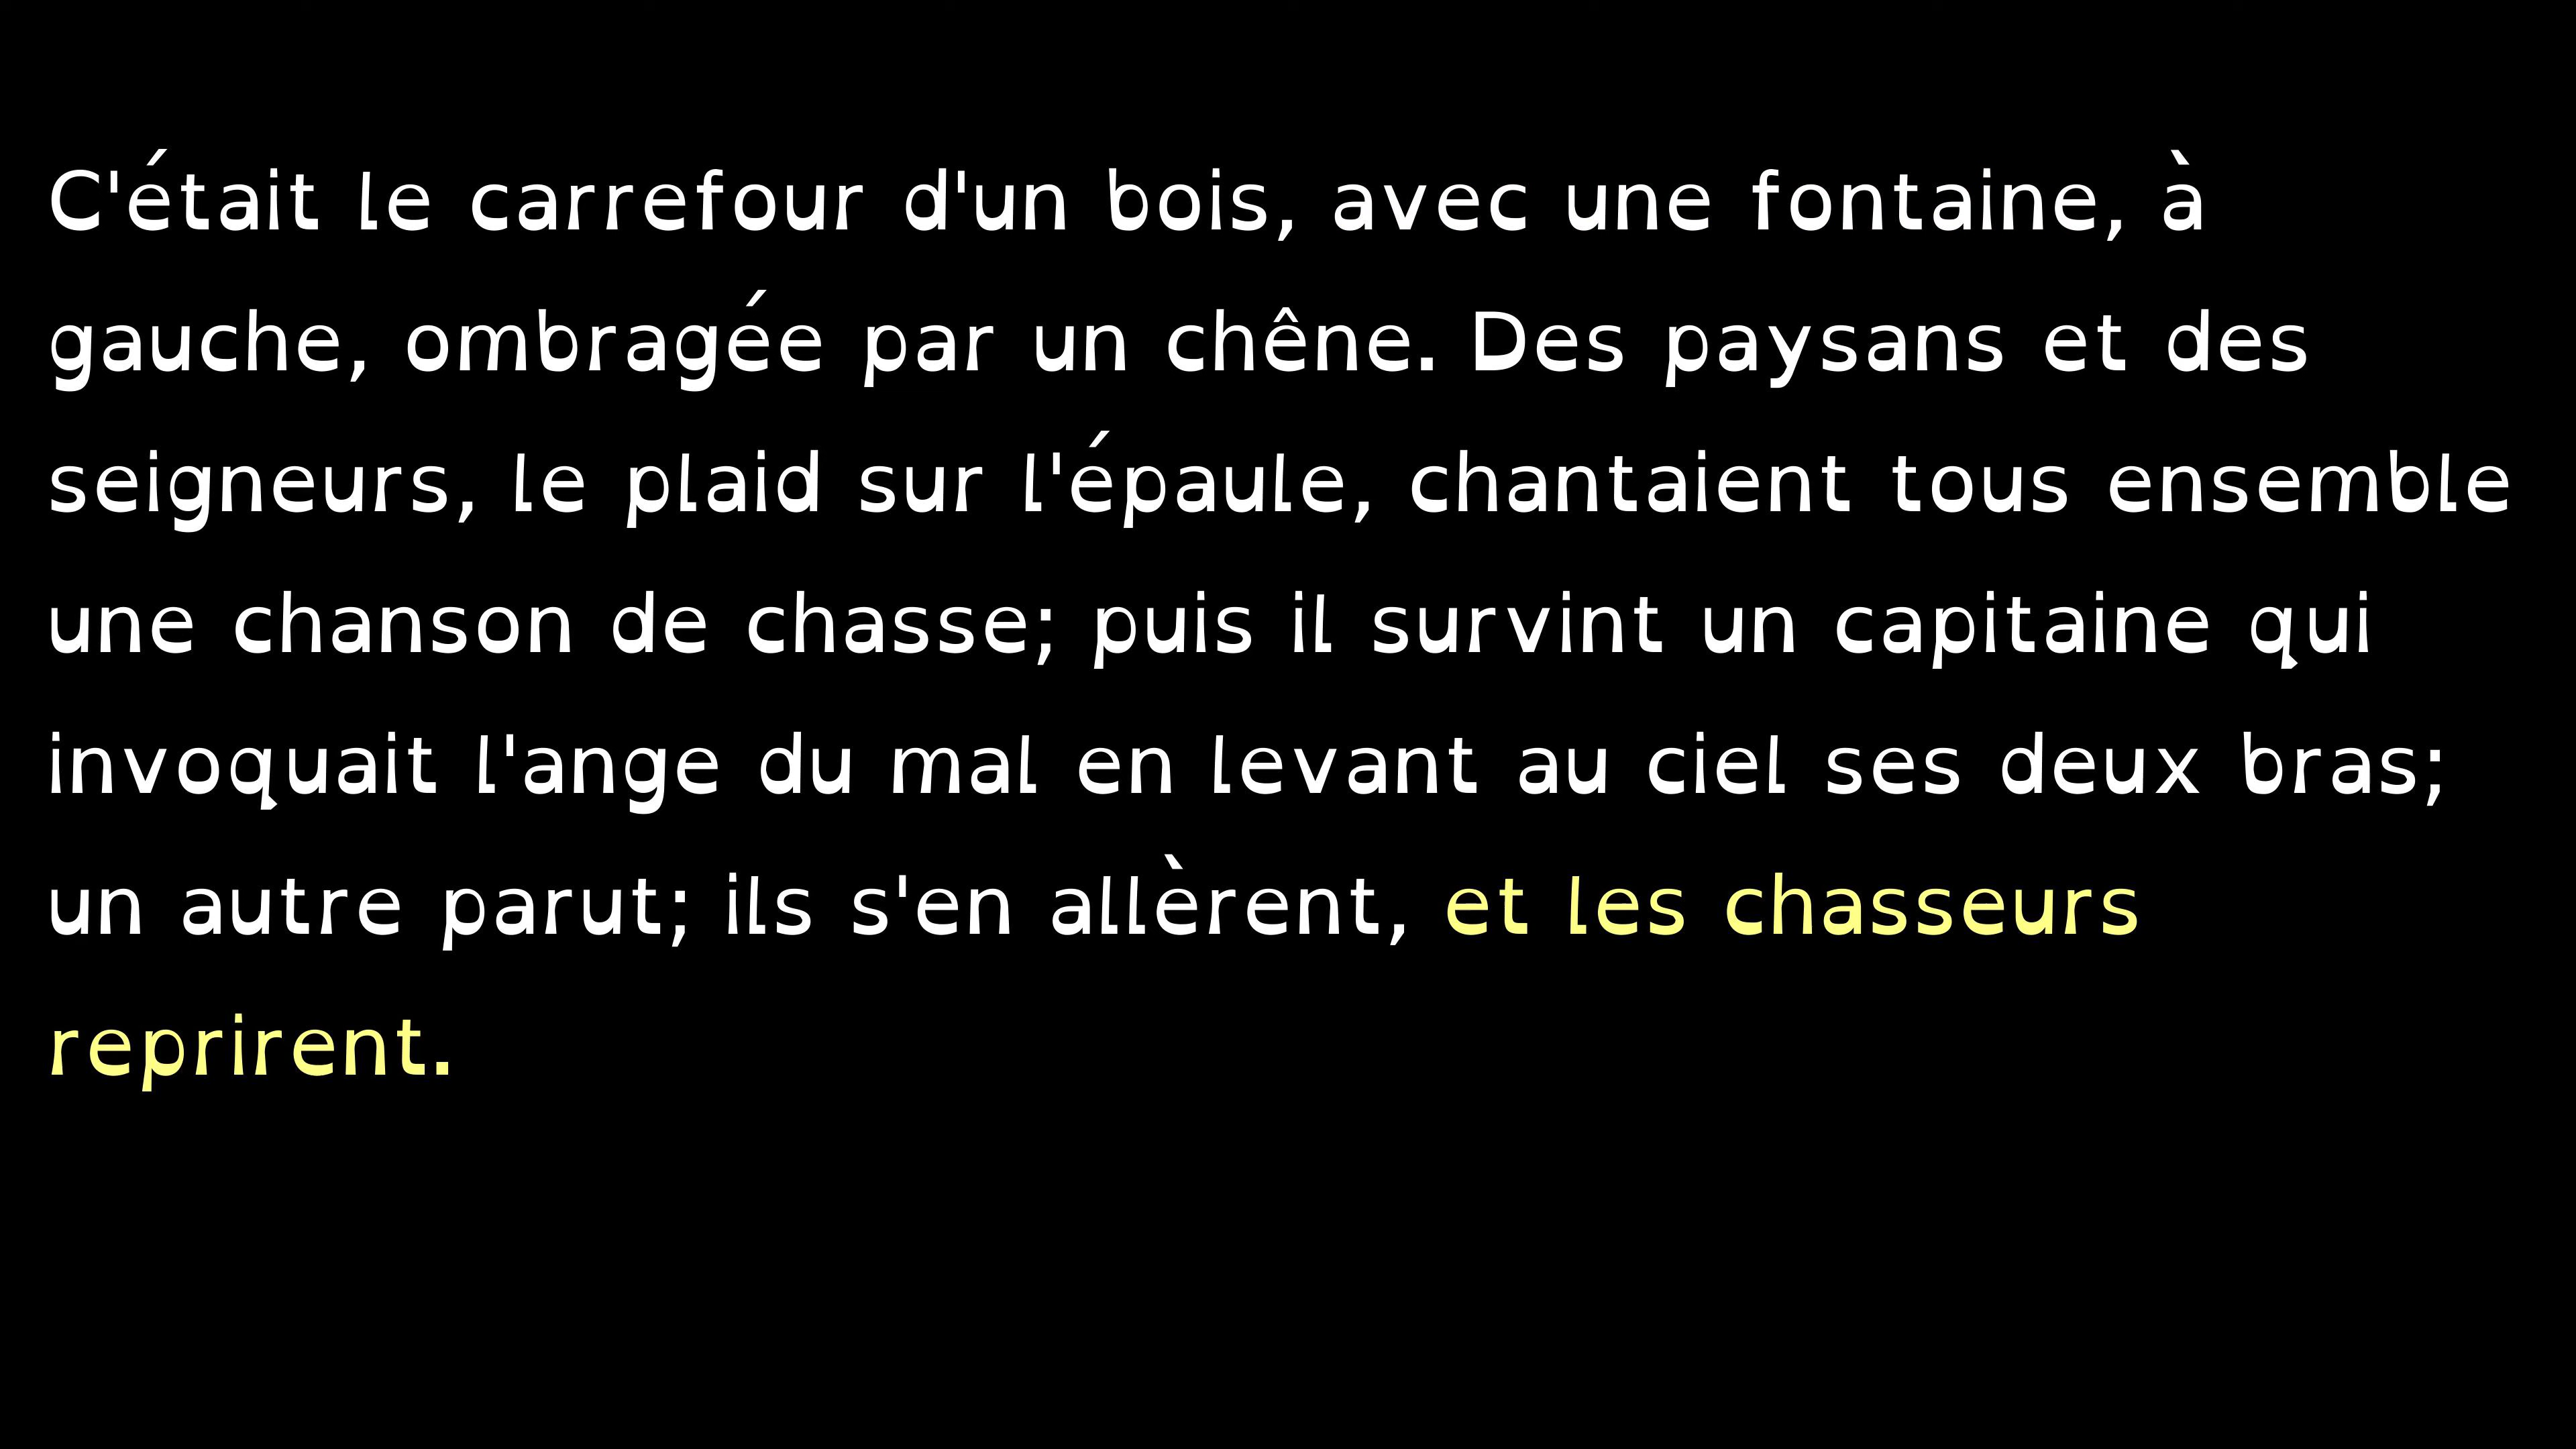 C'était le carrefour d'un bois, avec une fontaine, à
gauche, ombragée par un chêne. Des paysans et des
seigneurs, le plaid sur l'épaule, chantaient tous ensemble
une chanson de chasse; puis il survint un capitaine qui
invoquait l'ange du mal en levant au ciel ses deux bras;
un autre parut; ils s'en allèrent, et les chasseurs
reprirent.